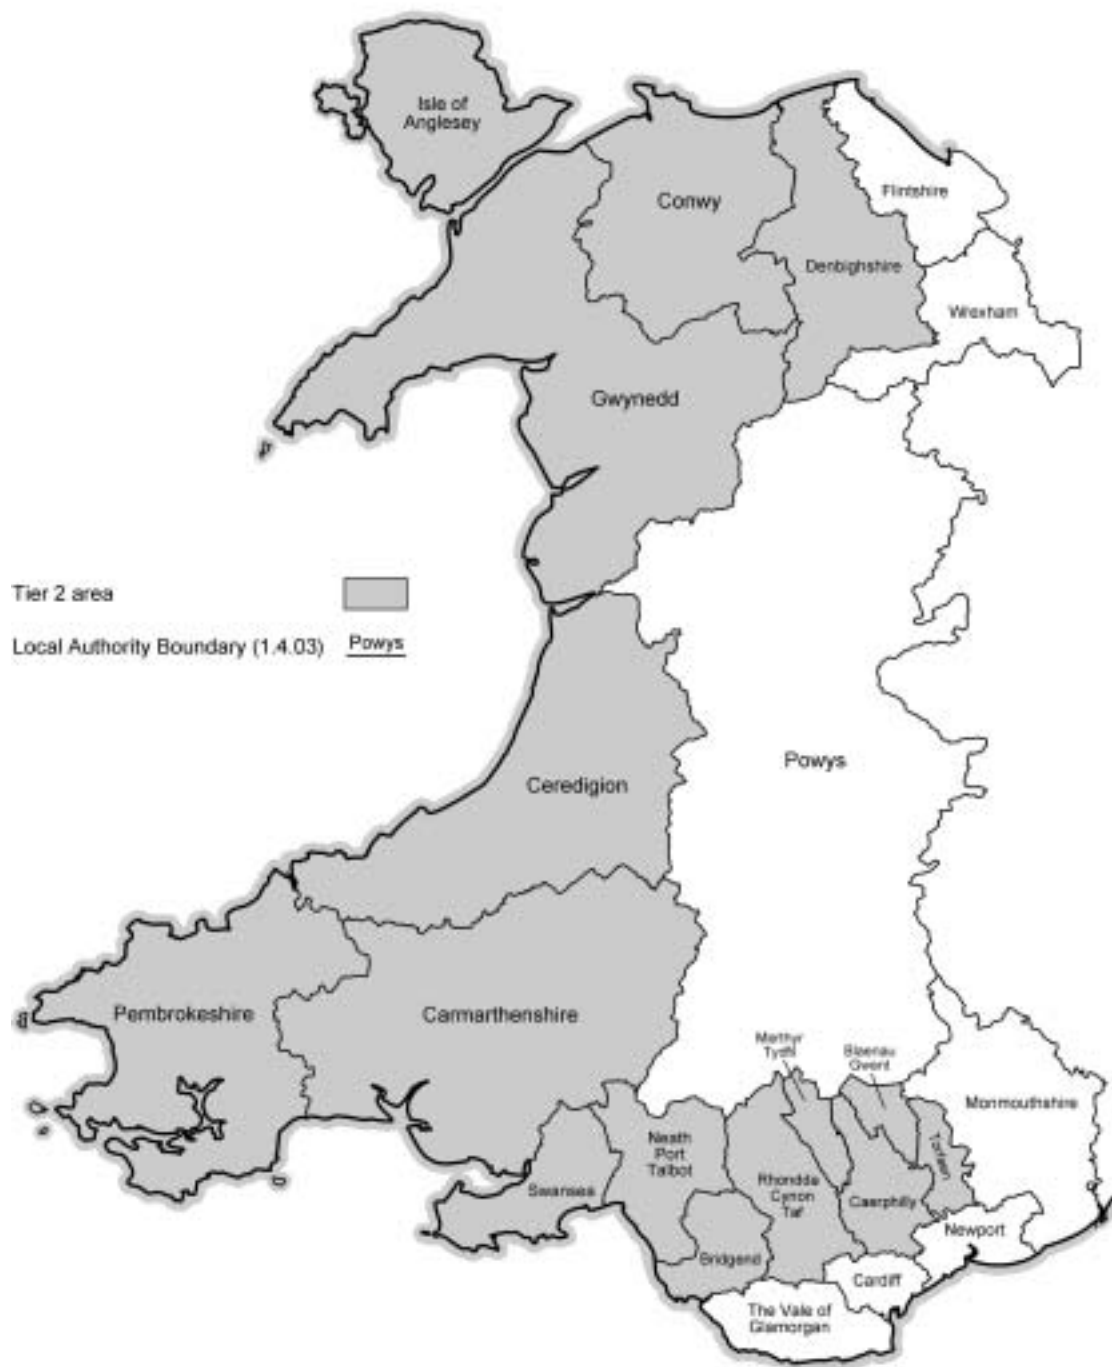 Isle of
Anglesey
Conwy
Flintshire
Denbighshire
Wrexham
Gwynedd
Tier 2 area
Local Authority Boundary (1.4.03) Powys
Powys
Ceredigion
Pembrokeshire
Carmarthenshire
Merthyr
Tydfil
Blaenau
Gwent
Monmouthshire
Neath
Port
Talbot
Torfaen
Swansea
Rhondda
Cynon
Taf
Caerphilly
Newport
Bridgend
Cardiff
The Vale of
Glamorgan